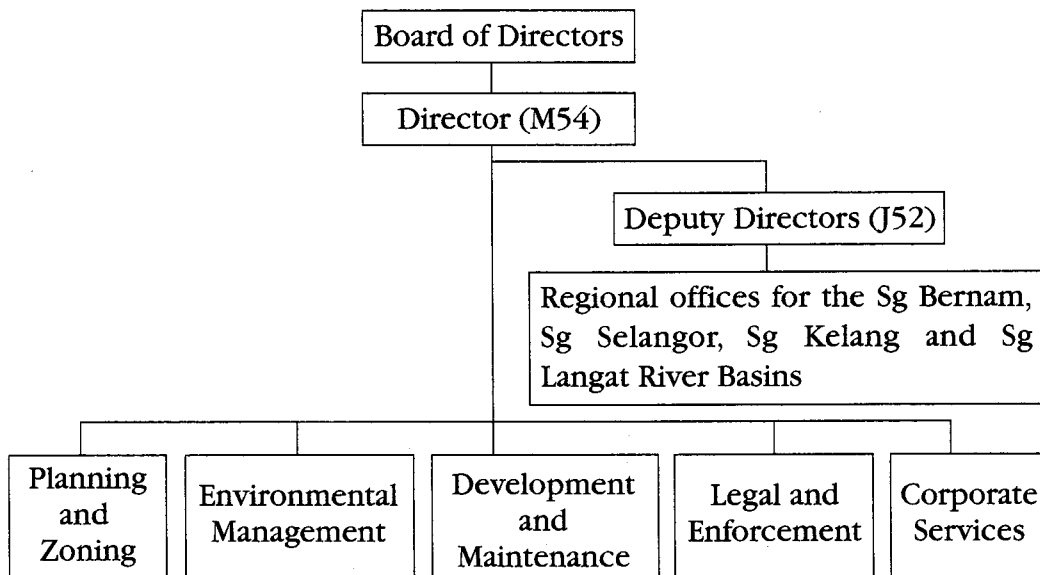 Board of Directors
Director (M54)
Deputy Directors (J52)
Regional offices for the Sg Bernam,
Sg Selangor, Sg Kelang and Sg
Langat River Basins
Planning
and
Zoning
Environmental
Management
Development
and
Maintenance
Legal and
Enforcement
Corporate
Services